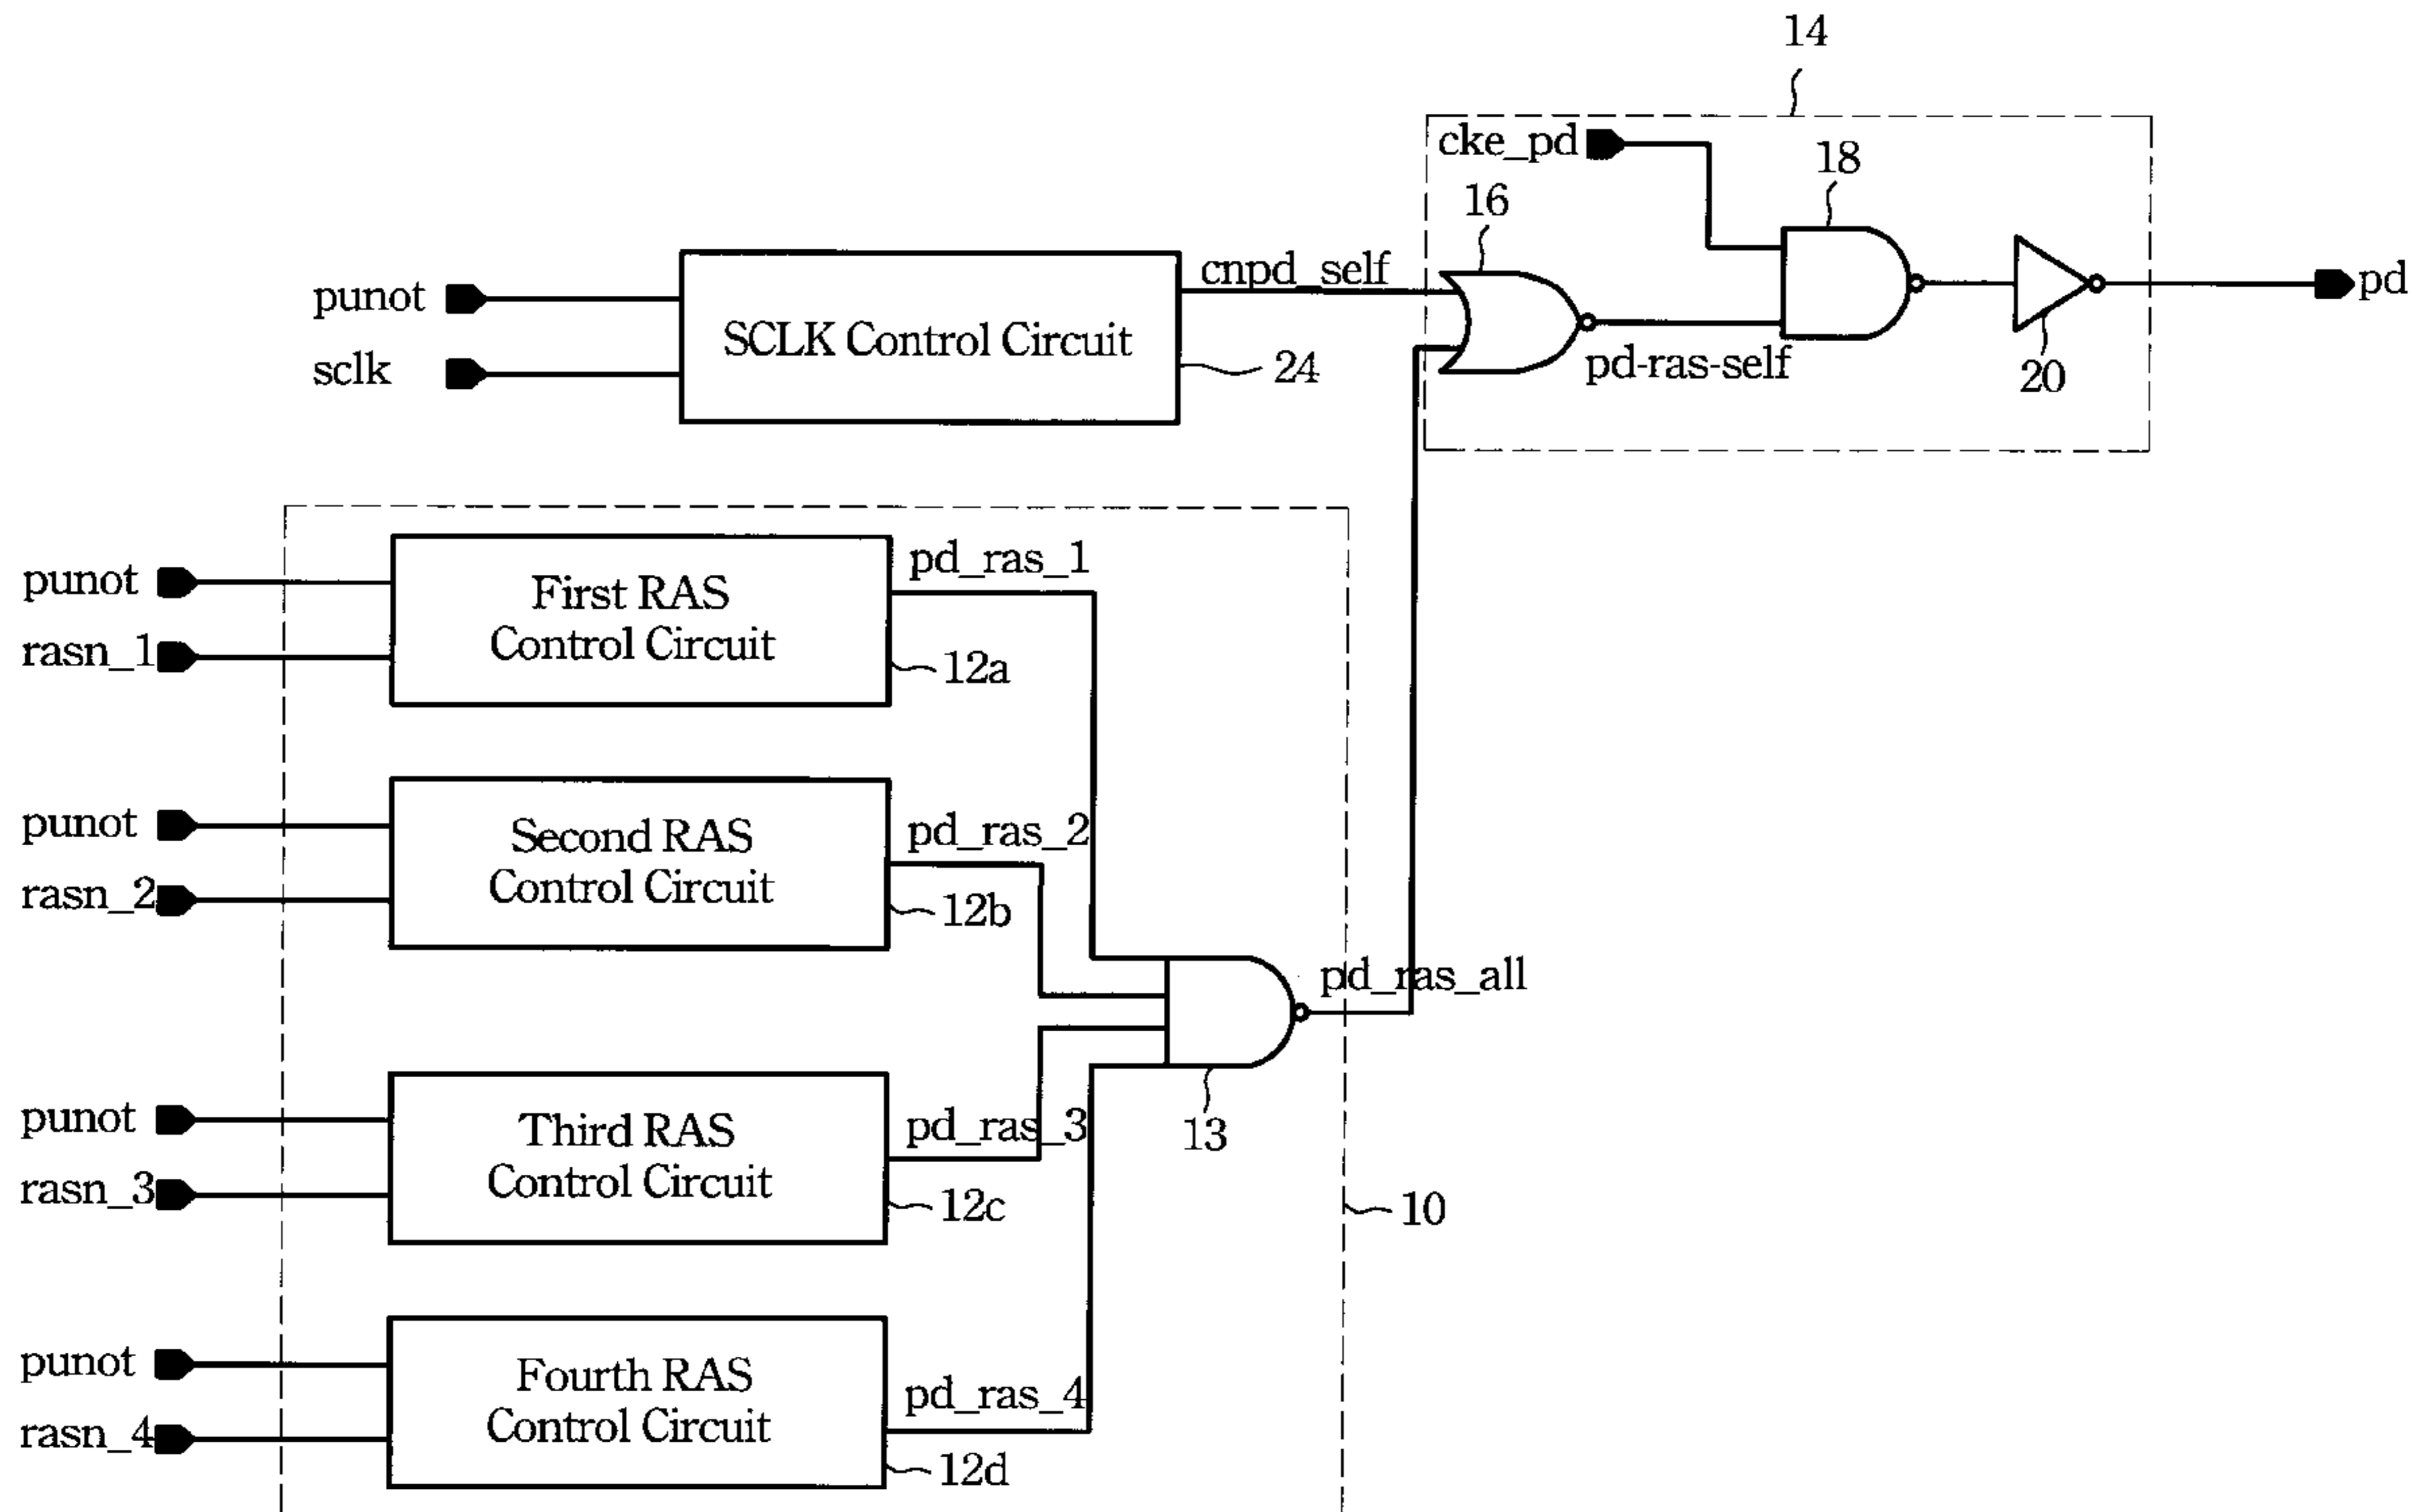 14
cke_pd
18
16
punot
sclk
SCLK Control Circuit
24
cnpd_self
pd-ras-self
20
pd
punot
rasn_1
First RAS
Control Circuit
pd_ras_1
12a
punot
rasn_2
Second RAS
Control Circuit
pd_ras_2
12b
pd_ras_all
13
punot
rasn_3
Third RAS
Control Circuit
pd_ras_3
12c
10
punot
rasn_4
Fourth RAS
Control Circuit
pd_ras_4
12d